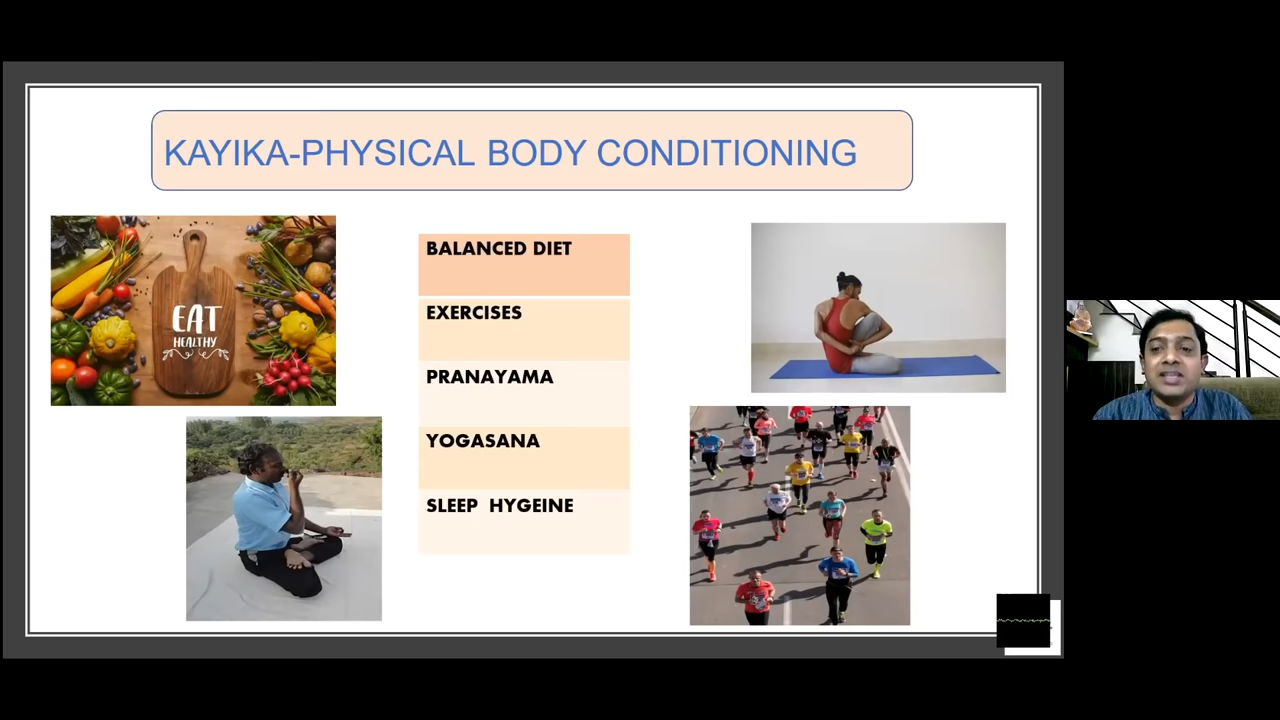 KAYIKA-PHYSICAL BODY CONDITIONING
EAT
HEALTHY
BALANCED DIET
EXERCISES
PRANAYAMA
YOGASANA
SLEEP HYGEINE